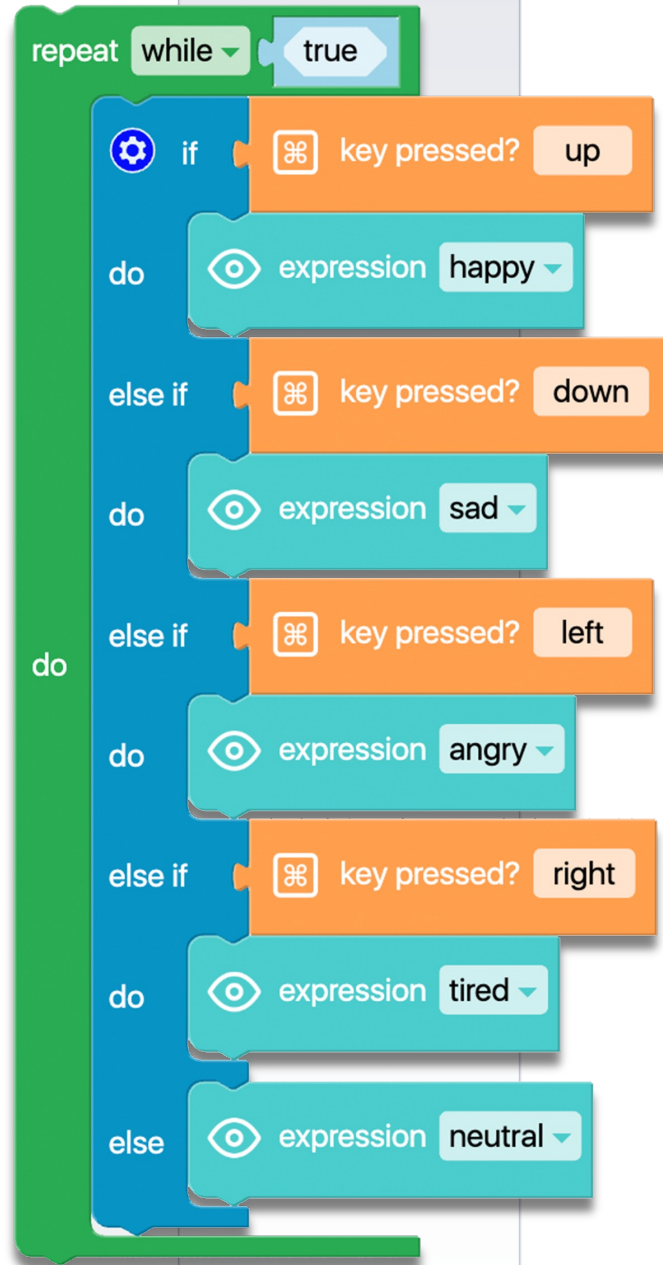 repeat while true
if key pressed? up
do expression happy
else if key pressed? down
do expression sad
else if key pressed? left
do
do expression angry
else if key pressed? right
do expression tired
else expression neutral